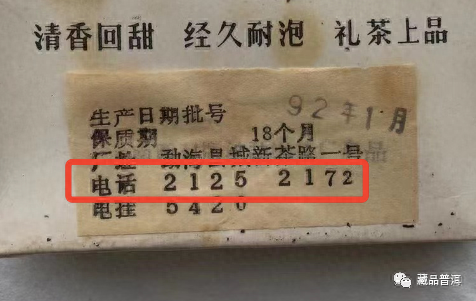 清香回甜 经久耐泡 礼茶上品
生产日期批号 92年1月
保质期 18个月
厂址 勐海县城新茶路一号
电话 2125 2172
电挂 5420
藏品普洱